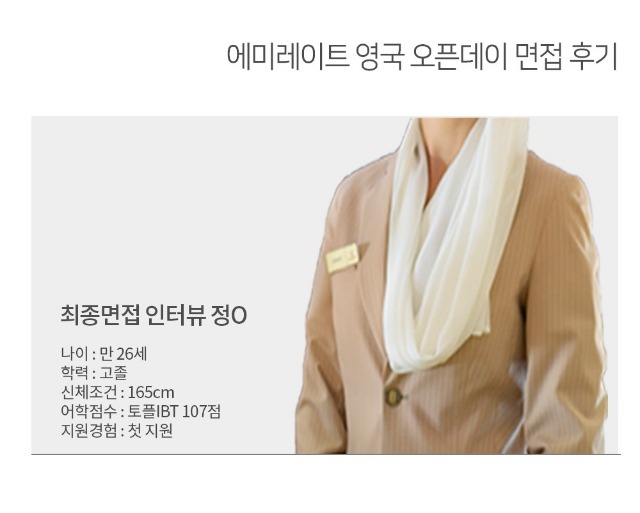 에미레이트 영국 오픈데이 면접 후기
최종면접 인터뷰 정O
나이 : 만 26세
학력 : 고졸
신체조건 : 165cm
어학점수 : 토플IBT 107점
지원경험 : 첫 지원